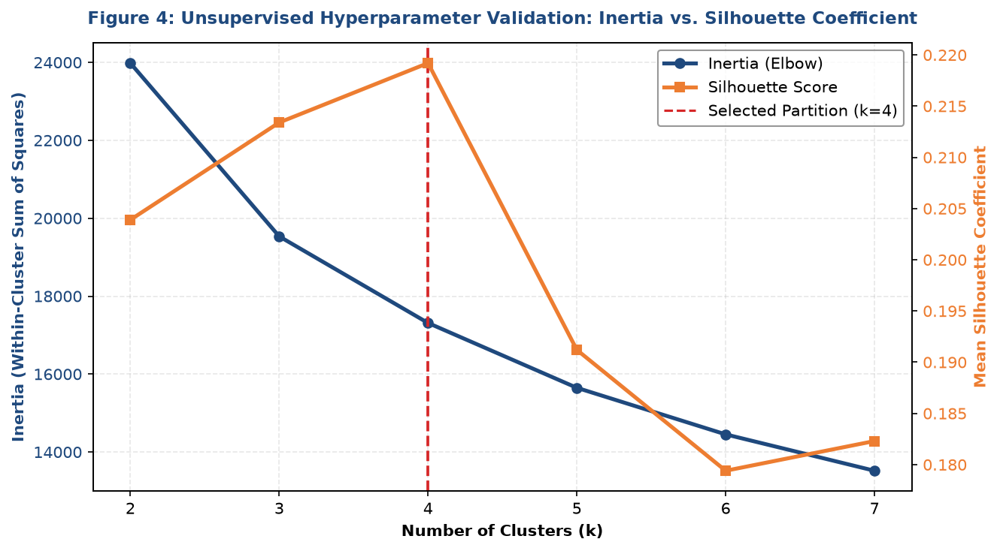 Figure 4: Unsupervised Hyperparameter Validation: Inertia vs. Silhouette Coefficient
Inertia (Within-Cluster Sum of Squares)
24000
22000
20000
18000
16000
14000
Inertia (Elbow)
Silhouette Score
Selected Partition (k=4)
0.220
0.215
0.210
0.205
0.200
0.195
0.190
0.185
0.180
Mean Silhouette Coefficient
2 3 4 5 6 7
Number of Clusters (k)